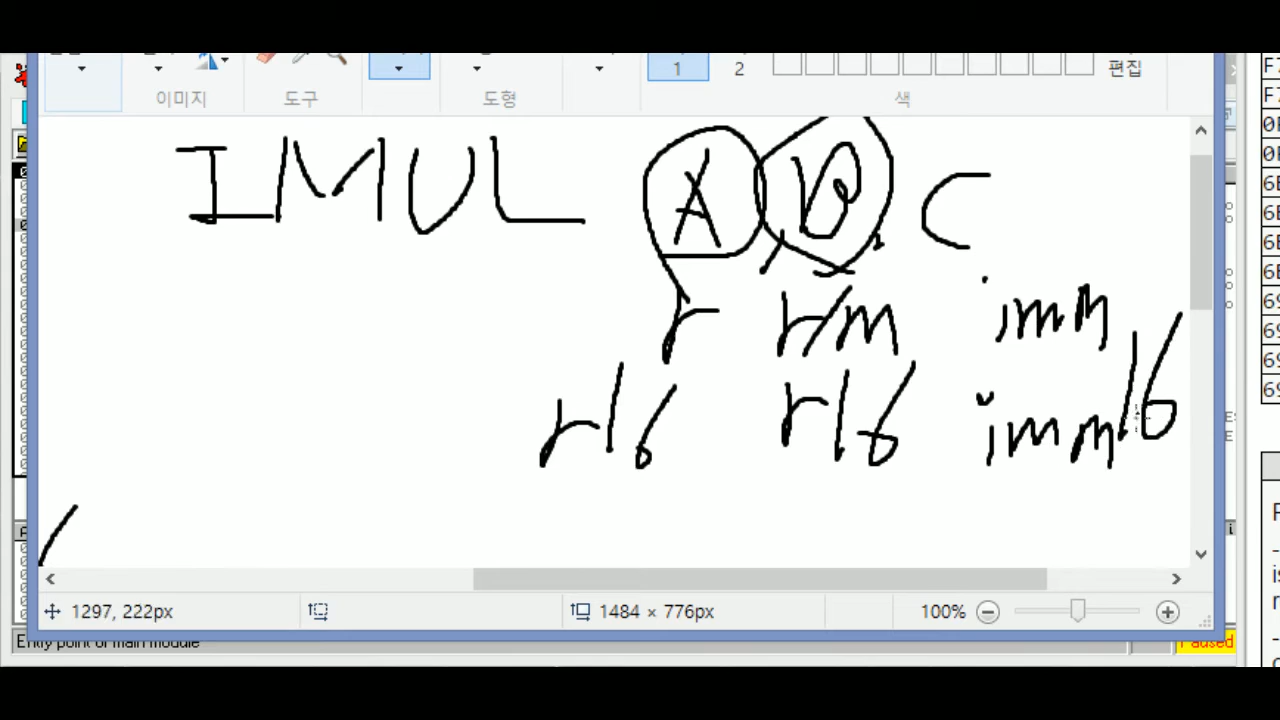 이미지 도구 도형 1 2 색 편집
IMUL A, B, C
r r/m imm
r16 r16 imm16
1297, 222px 1484 × 776px 100%
Entry point of main module Paused